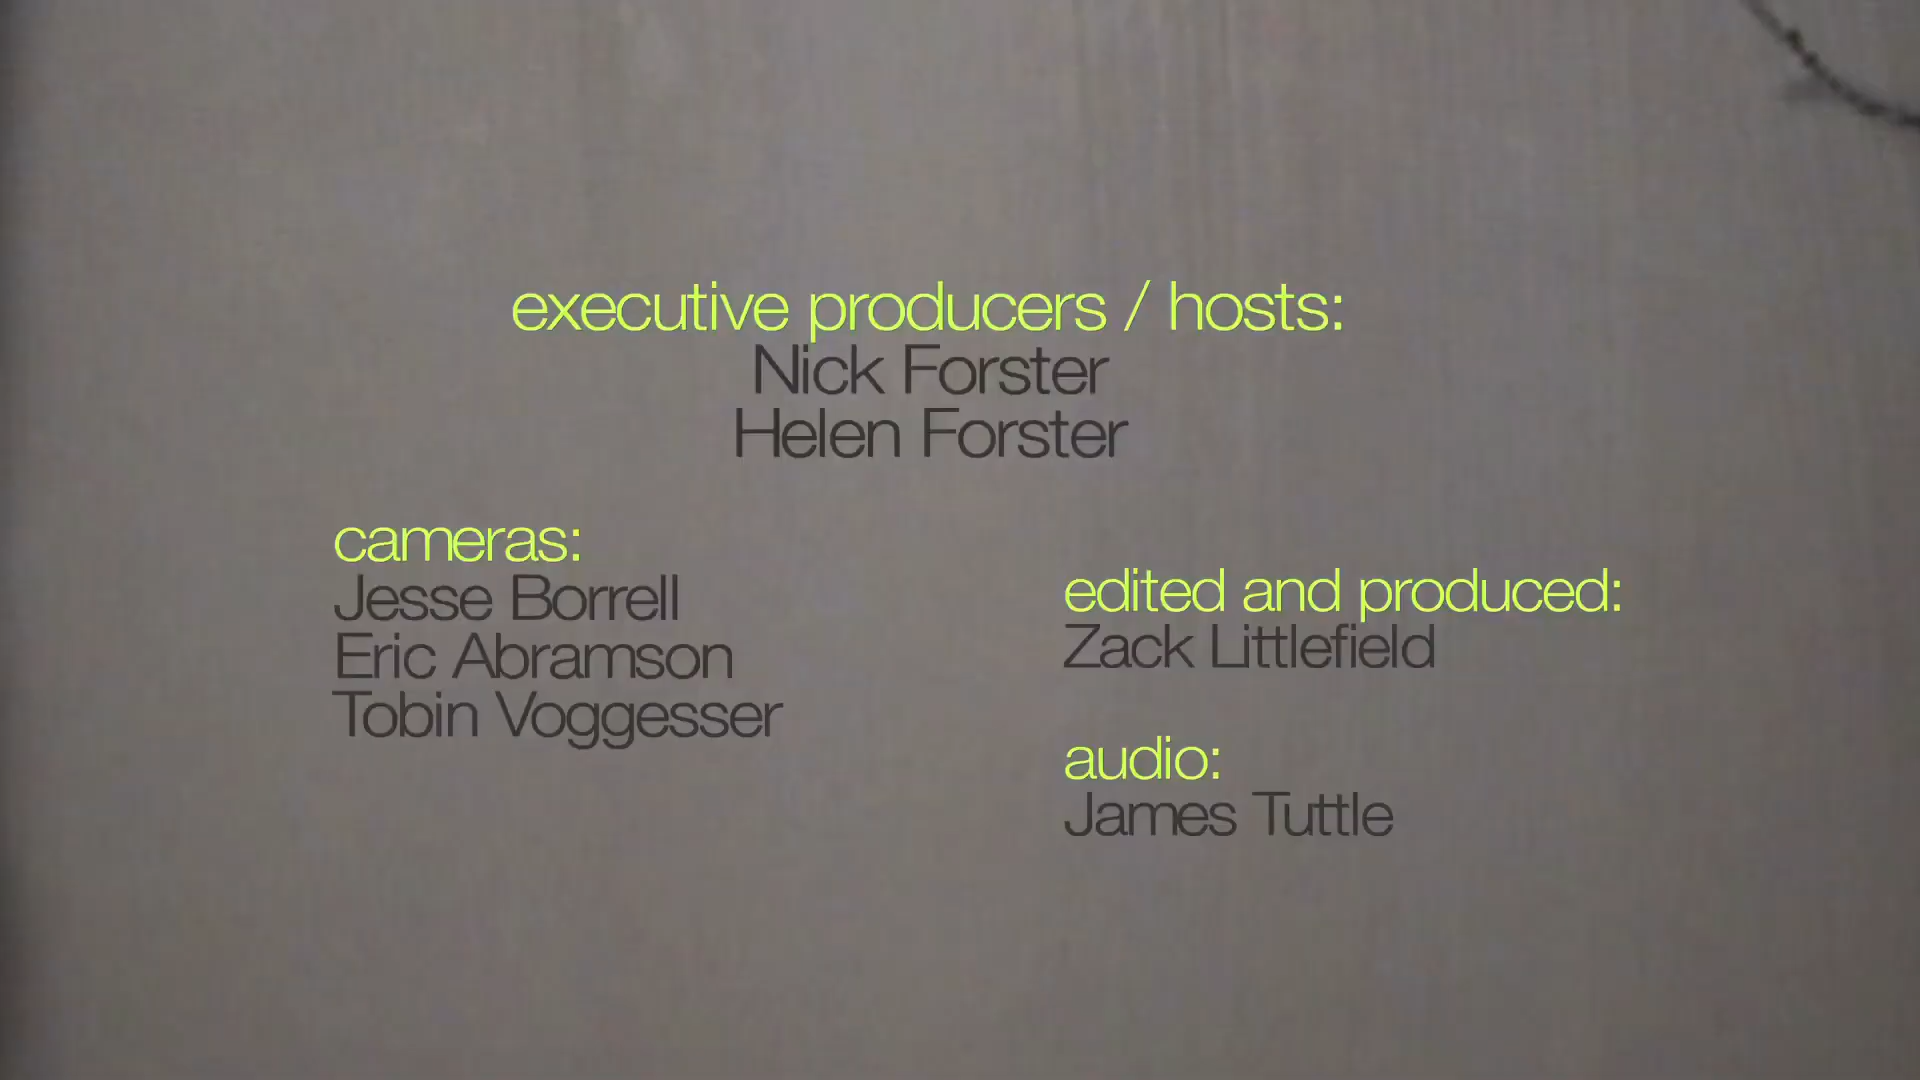 executive producers / hosts:
Nick Forster
Helen Forster
cameras:
Jesse Borrell
Eric Abramson
Tobin Voggesser
edited and produced:
Zack Littlefield
audio:
James Tuttle